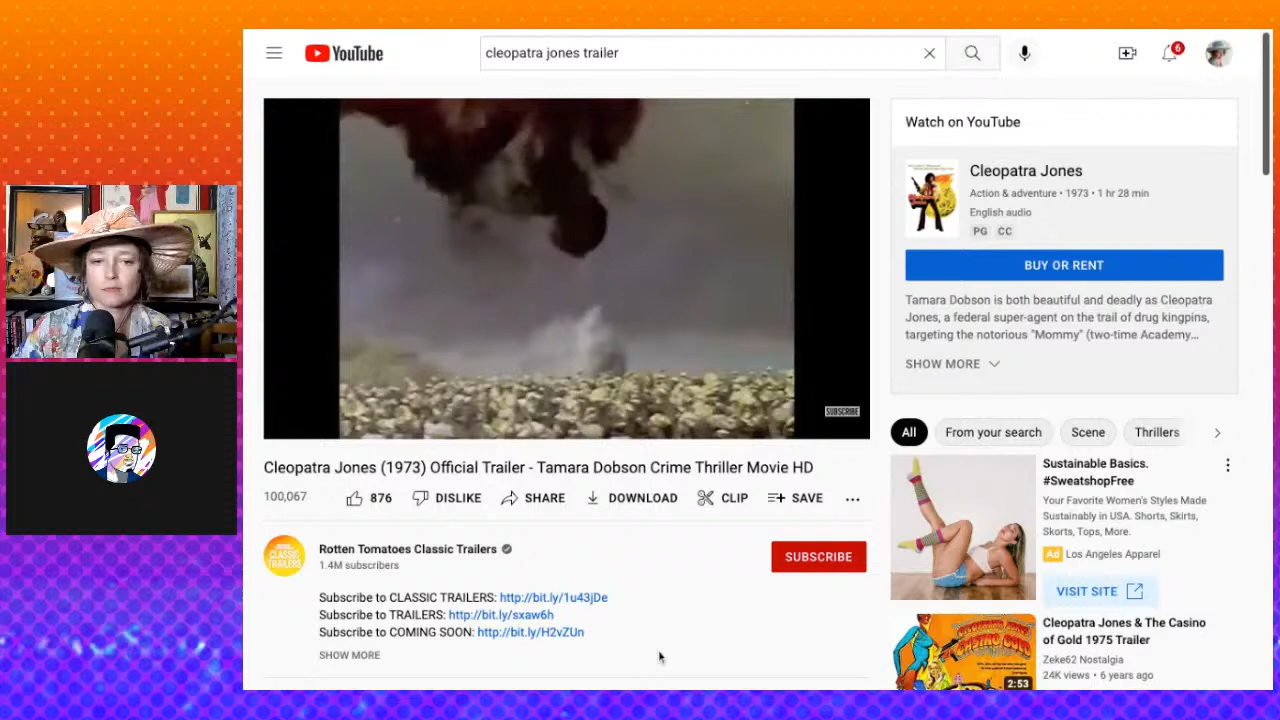 YouTube
cleopatra jones trailer
6
Watch on YouTube
Cleopatra Jones
Action & adventure • 1973 • 1 hr 28 min
English audio
PG CC
BUY OR RENT
Tamara Dobson is both beautiful and deadly as Cleopatra
Jones, a federal super-agent on the trail of drug kingpins,
targeting the notorious "Mommy" (two-time Academy...
SHOW MORE
SUBSCRIBE
All
From your search
Scene
Thrillers
Cleopatra Jones (1973) Official Trailer - Tamara Dobson Crime Thriller Movie HD
100,067
876
DISLIKE
SHARE
DOWNLOAD
CLIP
SAVE
Rotten Tomatoes Classic Trailers
1.4M subscribers
SUBSCRIBE
CLASSIC
TRAILERS
Subscribe to CLASSIC TRAILERS: http://bit.ly/1u43jDe
Subscribe to TRAILERS: http://bit.ly/sxaw6h
Subscribe to COMING SOON: http://bit.ly/H2vZUn
SHOW MORE
Sustainable Basics.
#SweatshopFree
Your Favorite Women's Styles Made
Sustainably in USA. Shorts, Skirts,
Skorts, Tops, More.
Ad Los Angeles Apparel
VISIT SITE
Cleopatra Jones & The Casino
of Gold 1975 Trailer
Zeke62 Nostalgia
24K views • 6 years ago
2:53